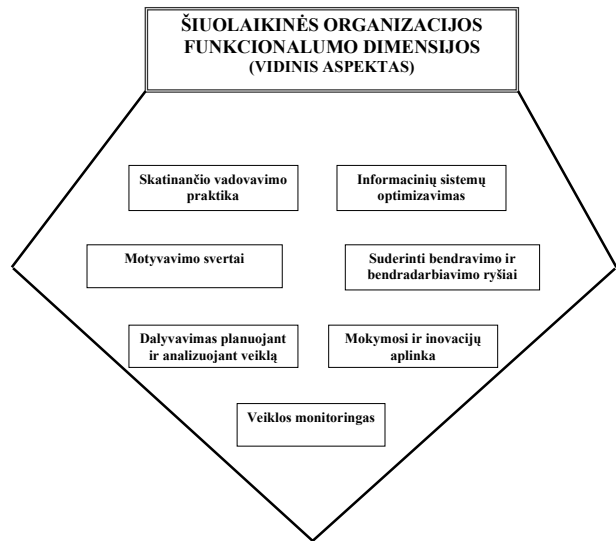 ŠIUOLAIKINĖS ORGANIZACIJOS
FUNKCIONALUMO DIMENSIJOS
(VIDINIS ASPEKTAS)
Skatinančio vadovavimo
praktika
Informacinių sistemų
optimizavimas
Motyvavimo svertai
Suderinti bendravimo ir
bendradarbiavimo ryšiai
Dalyvavimas planuojant
ir analizuojant veiklą
Mokymosi ir inovacijų
aplinka
Veiklos monitoringas